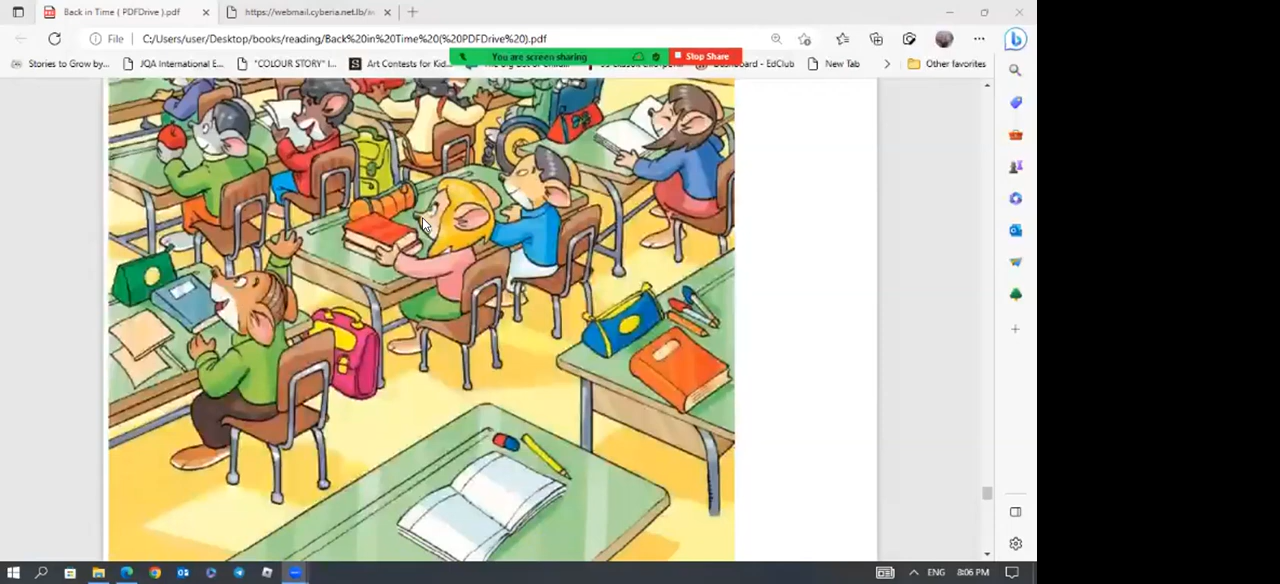 Back in Time ( PDFDrive ).pdf
https://webmail.cyberia.net.lb/
File
C:/Users/user/Desktop/books/reading/Back%20in%20Time%20(%20PDFDrive%20).pdf
You are screen sharing
Stop Share
Stories to Grow by...
JQA International E...
"COLOUR STORY" I...
Art Contests for Kid...
Dashboard - EdClub
New Tab
Other favorites
ENG
8:06 PM